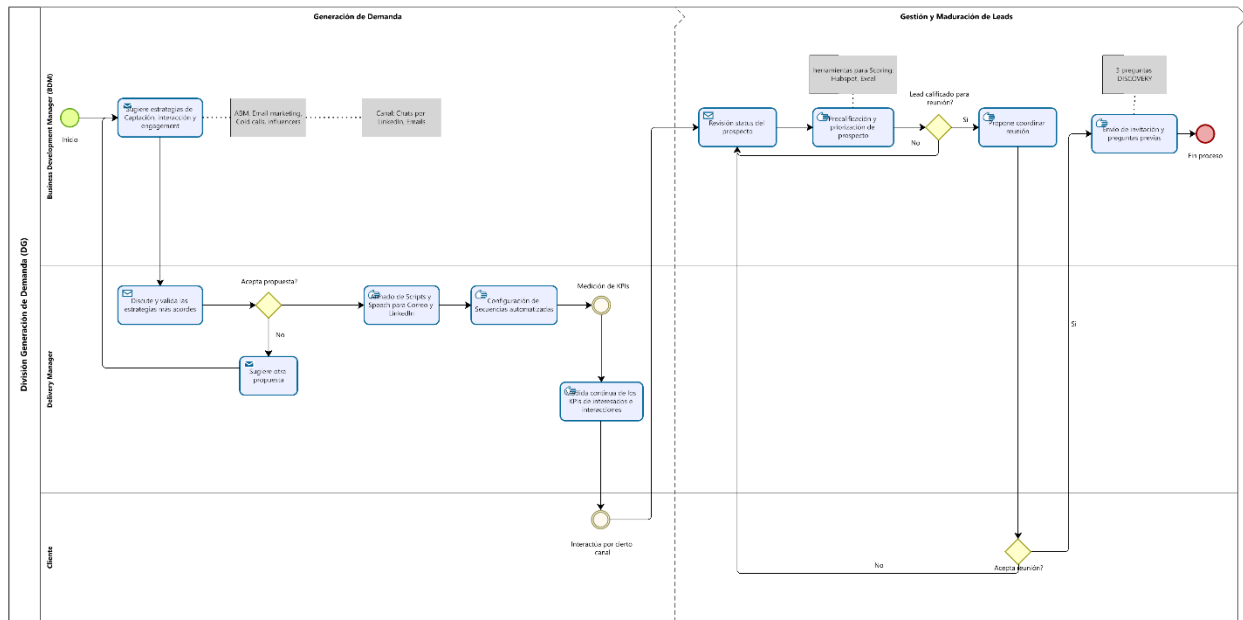 Generación de Demanda
Gestión y Maduración de Leads
División Generación de Demanda (DG)
Business Development Manager (BDM)
Inicio
Sugiere estrategias de
Captación, interacción y
engagement
ABM: Email marketing,
Cold calls, influencers
Canal: Chats por
LinkedIn, Emails
Revisión status del
prospecto
herramientas para Scoring:
Hubspot, Excel
Precalificación y
priorización de
prospecto
Lead calificado para
reunión?
Si
No
Propone coordinar
reunión
3 preguntas
DISCOVERY
Envío de invitación y
preguntas previas
Fin proceso
Delivery Manager
Discute y valida las
estrategias mas acordes
Acepta propuesta?
No
Sugiere otra
propuesta
Armado de Scripts y
Speach para Correo y
LinkedIn
Configuración de
Secuencias automatizadas
Medición de KPIs
Medida continua de los
KPIs de interesados e
interacciones
Si
Cliente
Interactúa por cierto
canal
No
Acepta reunión?